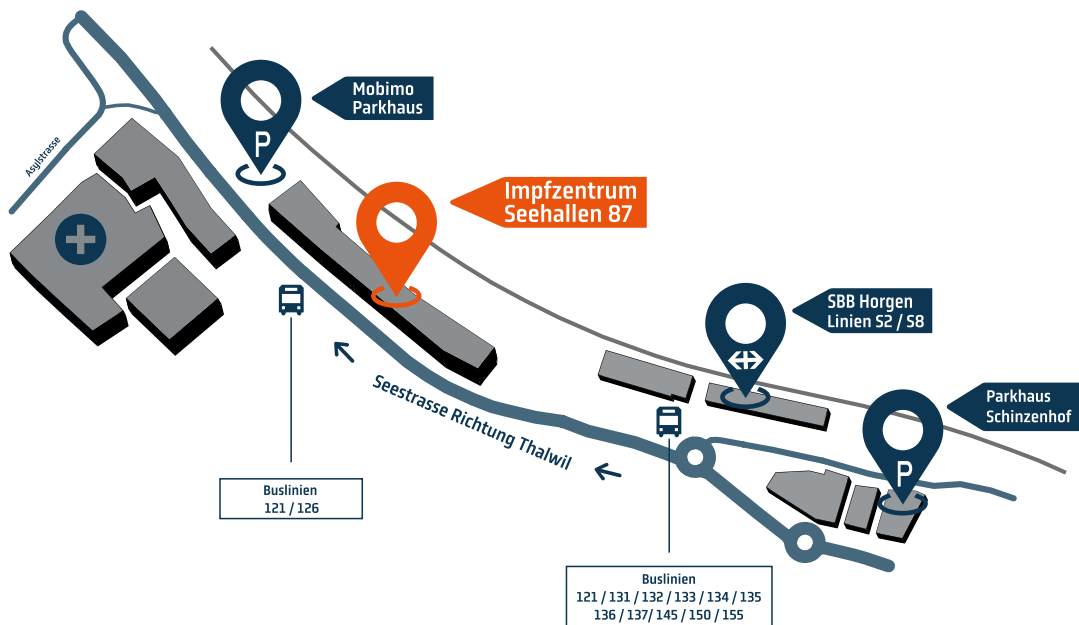 Mobimo
Parkhaus
P
Asylstrasse
Impfzentrum
Seehallen 87
SBB Horgen
Linien S2 / S8
Parkhaus
Schinzenhof
P
Seestrasse Richtung Thalwil
Buslinien
121 / 126
Buslinien
121 / 131 / 132 / 133 / 134 / 135
136 / 137/ 145 / 150 / 155